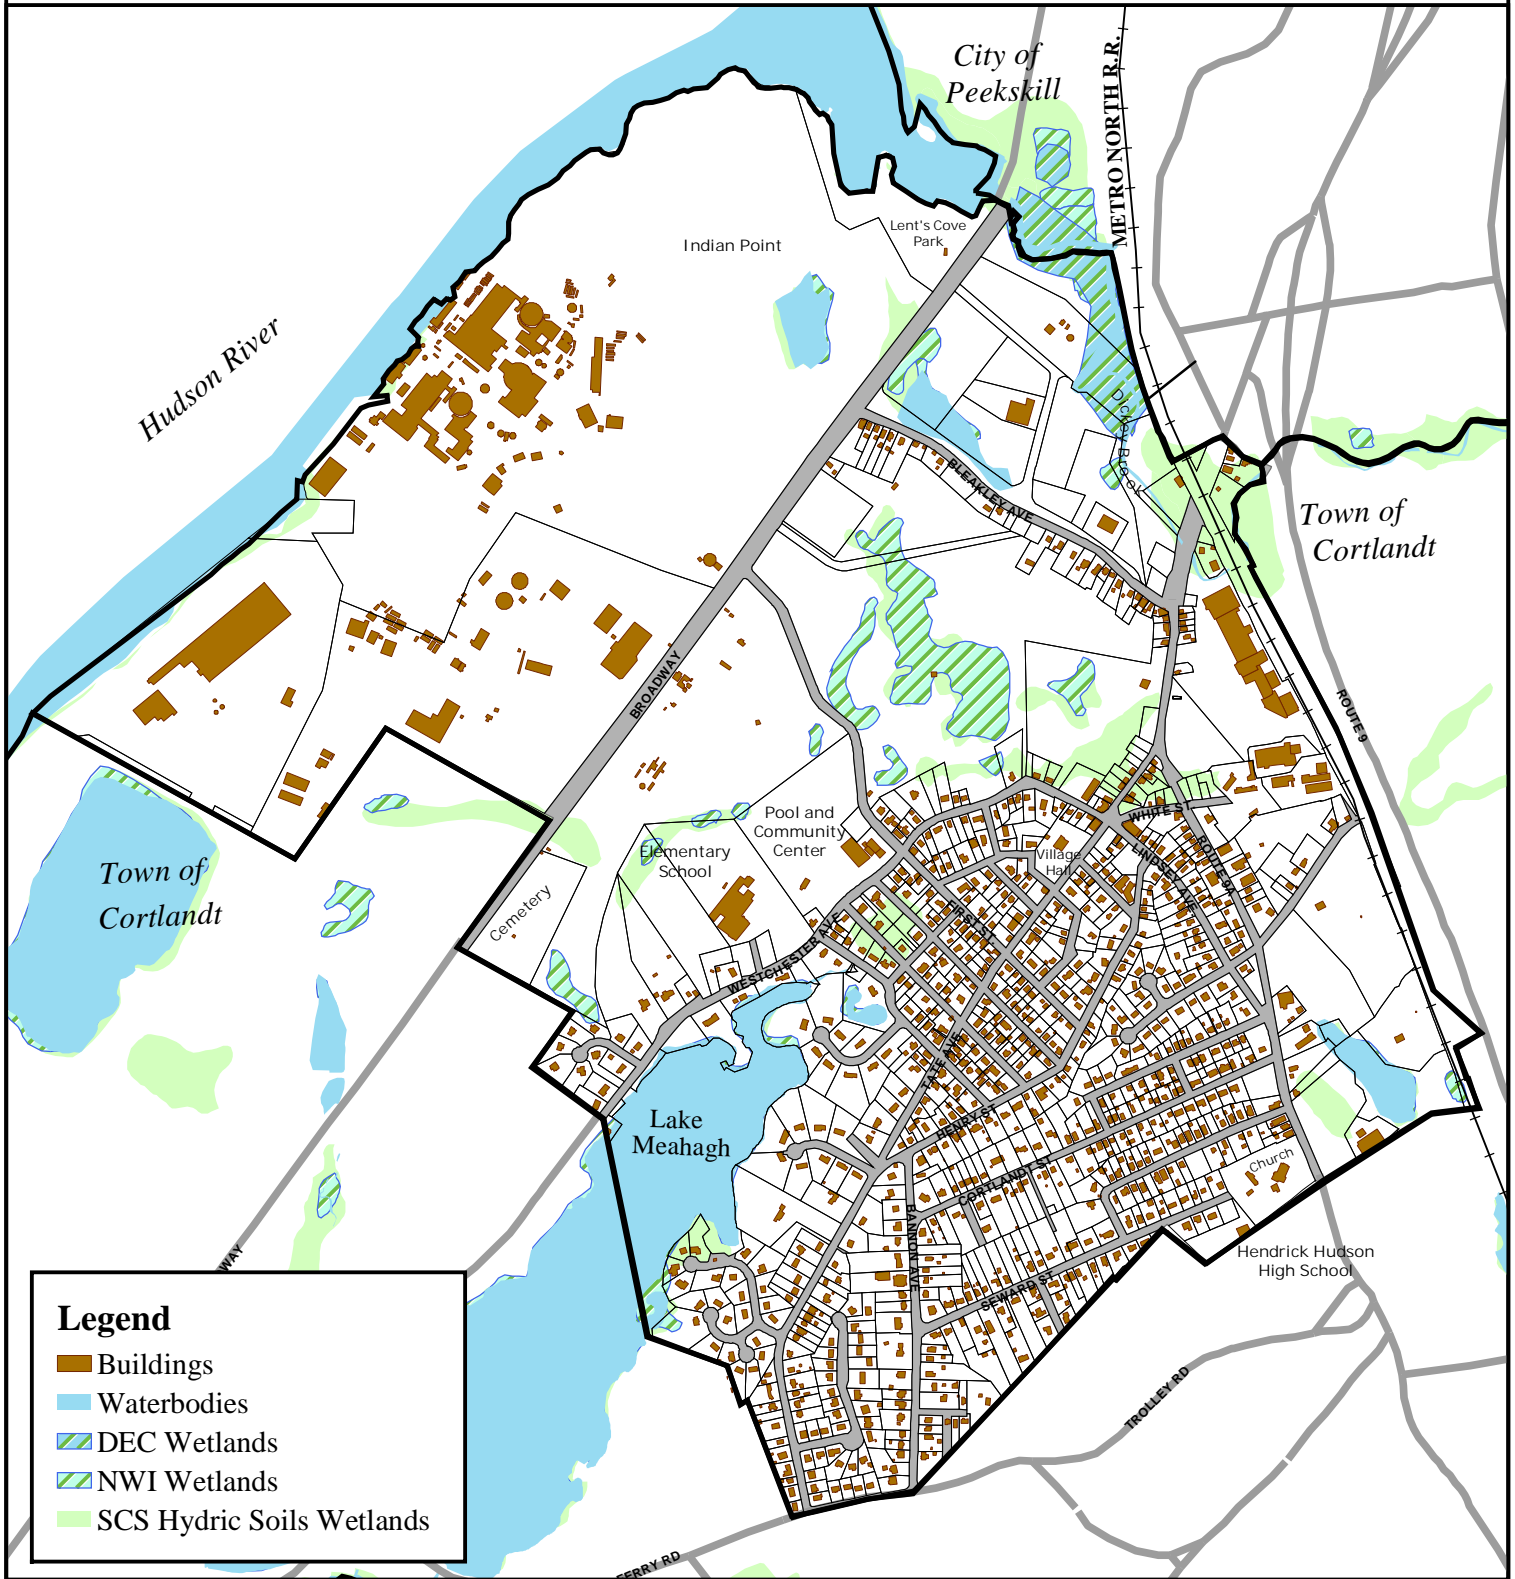 City of
Peekskill
METRO NORTH R.R.
Lent's Cove
Park
Indian Point
Hudson River
Dickey Brook
BLEAKLEY AVE
Town of
Cortlandt
BROADWAY
ROUTE 9
Pool and
Community
Center
WHITE ST
Village
Hall
LINDSEY AVE
ROUTE 9A
Elementary
School
Town of
Cortlandt
Cemetery
FIRST ST
WESTCHESTER AVE
TATE AVE
Lake
Meahagh
HENRY ST
CORTLANDT ST
Church
BANNON AVE
Hendrick Hudson
High School
WAY
SEWARD ST
TROLLEY RD
FERRY RD
Legend
Buildings
Waterbodies
DEC Wetlands
NWI Wetlands
SCS Hydric Soils Wetlands